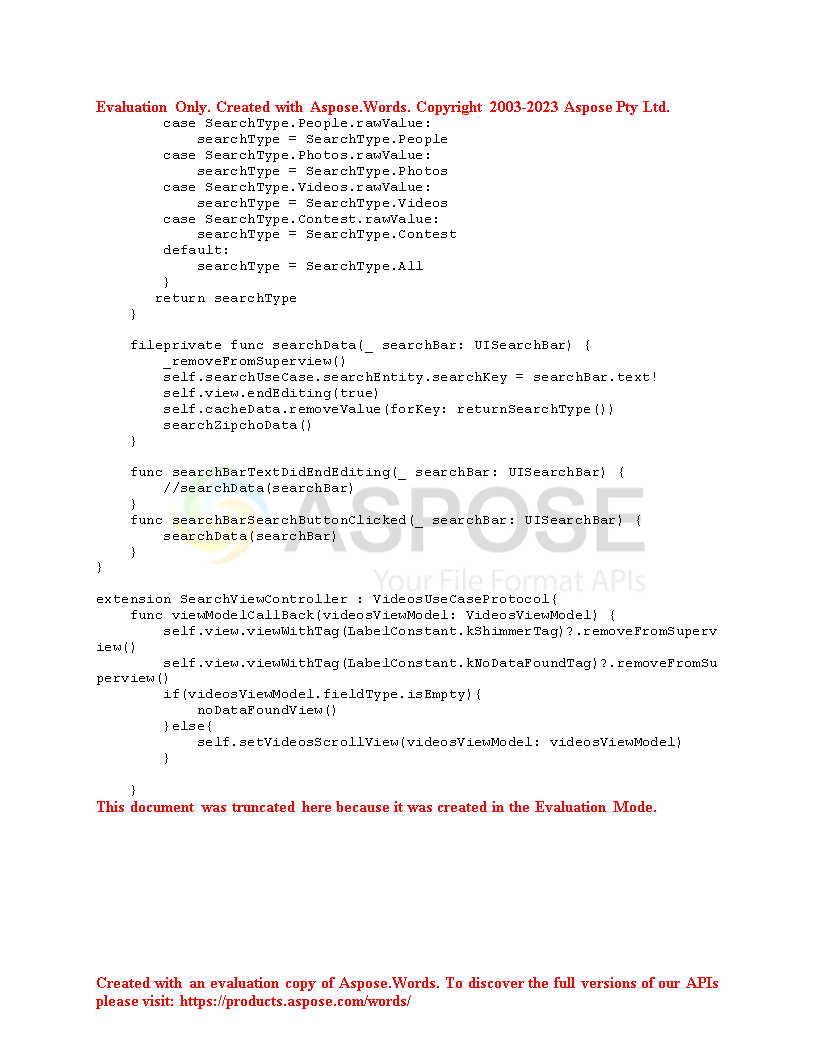 Evaluation Only. Created with Aspose.Words. Copyright 2003-2023 Aspose Pty Ltd.
        case SearchType.People.rawValue:
            searchType = SearchType.People
        case SearchType.Photos.rawValue:
            searchType = SearchType.Photos
        case SearchType.Videos.rawValue:
            searchType = SearchType.Videos
        case SearchType.Contest.rawValue:
            searchType = SearchType.Contest
        default:
            searchType = SearchType.All
        }
       return searchType
    }

    fileprivate func searchData(_ searchBar: UISearchBar) {
        _removeFromSuperview()
        self.searchUseCase.searchEntity.searchKey = searchBar.text!
        self.view.endEditing(true)
        self.cacheData.removeValue(forKey: returnSearchType())
        searchZipchoData()
    }

    func searchBarTextDidEndEditing(_ searchBar: UISearchBar) {
        //searchData(searchBar)
    }
    func searchBarSearchButtonClicked(_ searchBar: UISearchBar) {
        searchData(searchBar)
    }
}
ASPOSE
Your File Format APIs

extension SearchViewController : VideosUseCaseProtocol{
    func viewModelCallBack(videosViewModel: VideosViewModel) {
        self.view.viewWithTag(LabelConstant.kShimmerTag)?.removeFromSuperv
iew()
        self.view.viewWithTag(LabelConstant.kNoDataFoundTag)?.removeFromSu
perview()
        if(videosViewModel.fieldType.isEmpty){
            noDataFoundView()
        }else{
            self.setVideosScrollView(videosViewModel: videosViewModel)
        }

    }
This document was truncated here because it was created in the Evaluation Mode.
Created with an evaluation copy of Aspose.Words. To discover the full versions of our APIs
please visit: https://products.aspose.com/words/